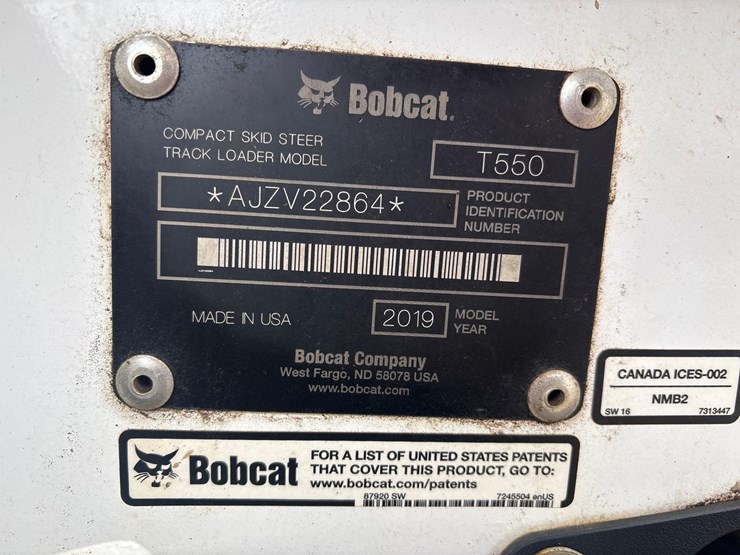 Bobcat.
COMPACT SKID STEER
TRACK LOADER MODEL
T550
*AJZV22864*
PRODUCT
IDENTIFICATION
NUMBER
MADE IN USA
2019
MODEL
YEAR
Bobcat Company
West Fargo, ND 58078 USA
www.bobcat.com
CANADA ICES-002
NMB2
SW 16 7313447
Bobcat
FOR A LIST OF UNITED STATES PATENTS
THAT COVER THIS PRODUCT, GO TO:
www.bobcat.com/patents
87920 SW 7245504 enUS